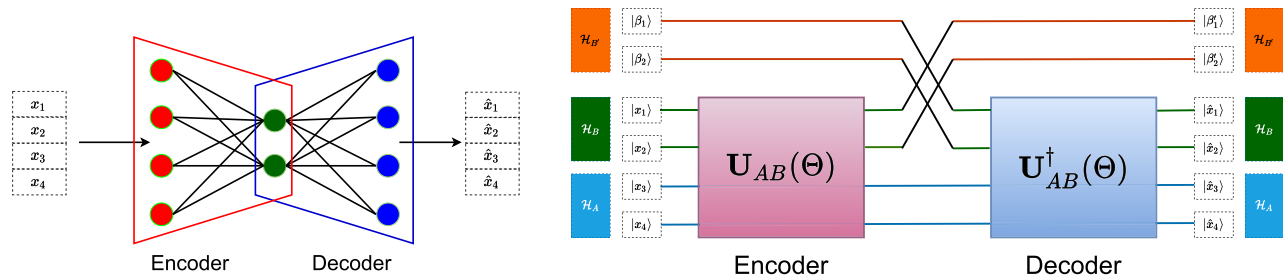 x₁
x₂
x₃
x₄
x̂₁
x̂₂
x̂₃
x̂₄
Encoder
Decoder
ℋ_B′
ℋ_B
ℋ_A
|β₁⟩
|β₂⟩
|x₁⟩
|x₂⟩
|x₃⟩
|x₄⟩
U_AB(Θ)
U†_AB(Θ)
|β′₁⟩
|β′₂⟩
|x̂₁⟩
|x̂₂⟩
|x̂₃⟩
|x̂₄⟩
ℋ_B′
ℋ_B
ℋ_A
Encoder
Decoder